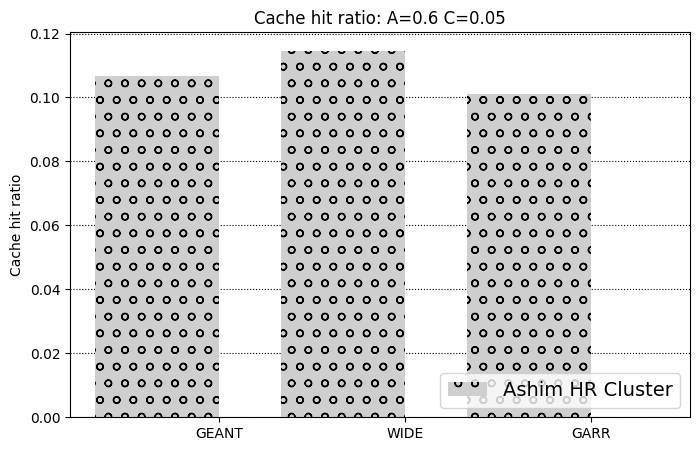 Cache hit ratio: A=0.6 C=0.05
0.12
0.10
0.08
0.06
0.04
0.02
0.00
Cache hit ratio
Ashim HR Cluster
GEANT
WIDE
GARR